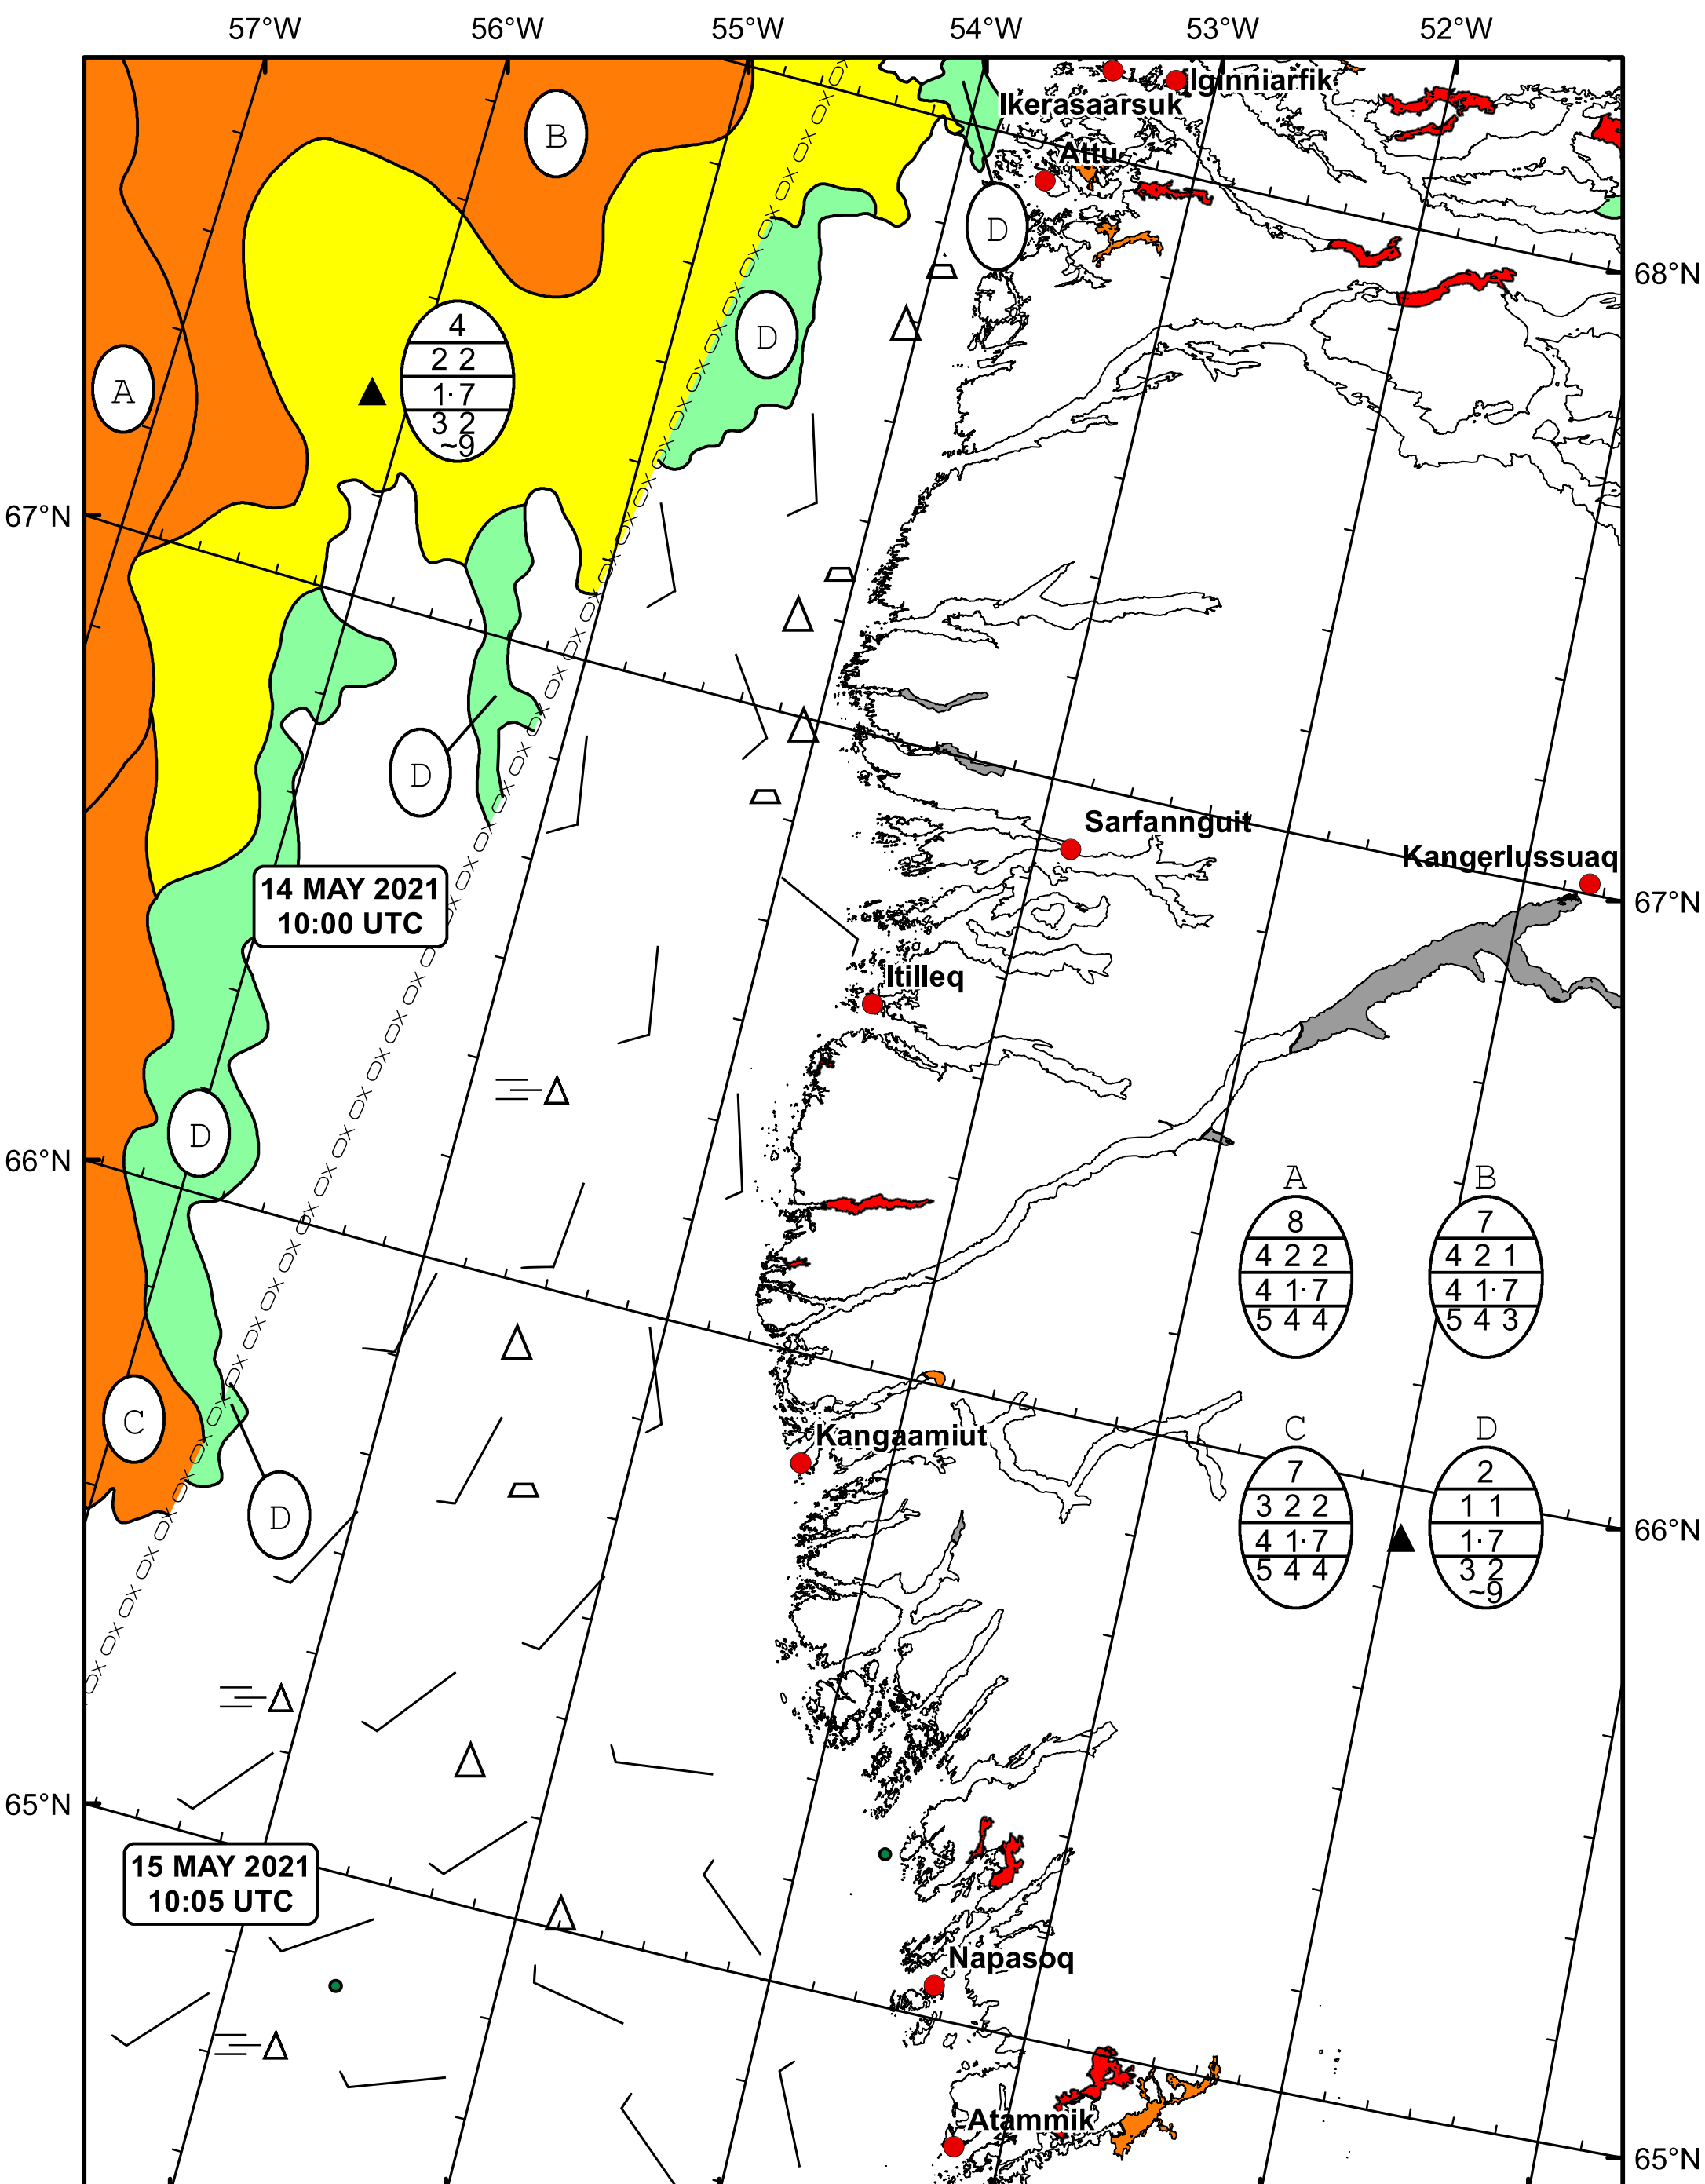 57°W 56°W 55°W 54°W 53°W 52°W
Ilginniarfik
Ikerasaarsuk
B
Attu
D
68°N
4
2 2
1·7
3 2
~9
D
A
67°N
D
Sarfannguit
Kangerlussuaq
14 MAY 2021
10:00 UTC
67°N
Itilleq
D
66°N
A
8
4 2 2
4 1·7
5 4 4
B
7
4 2 1
4 1·7
5 4 3
C
Kangaamiut
C
7
3 2 2
4 1·7
5 4 4
D
2
1 1
1·7
3 2
~9
D
66°N
65°N
15 MAY 2021
10:05 UTC
Napasoq
Atammik
65°N